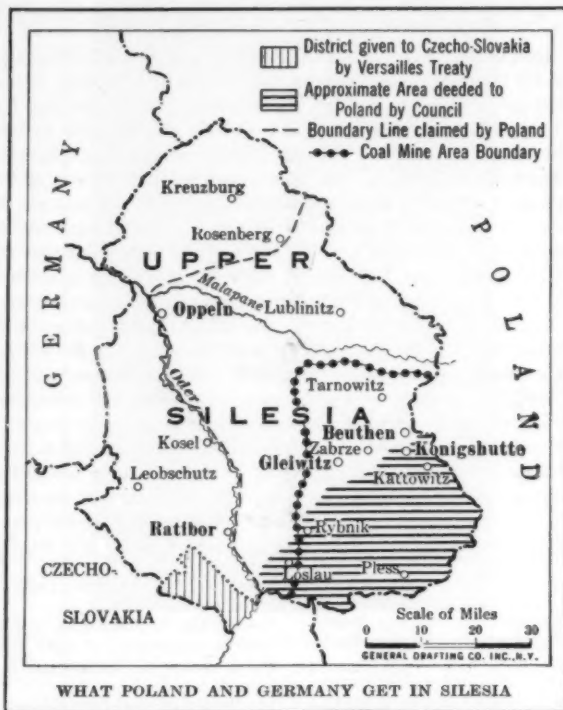 District given to Czecho-Slovakia
by Versailles Treaty
Approximate Area deeded to
Poland by Council
Boundary Line claimed by Poland
Coal Mine Area Boundary
GERMANY
POLAND
Kreuzburg
Rosenberg
UPPER
Malapane
Lublinitz
Oppeln
Oder
Tarnowitz
SILESIA
Beuthen
Kosel
Zabrze
Königshutte
Gleiwitz
Kattowitz
Leobschutz
Ratibor
Rybnik
CZECHO-
Loslau
Pless
SLOVAKIA
Scale of Miles
0 10 20 30
GENERAL DRAFTING CO. INC., N.Y.
WHAT POLAND AND GERMANY GET IN SILESIA